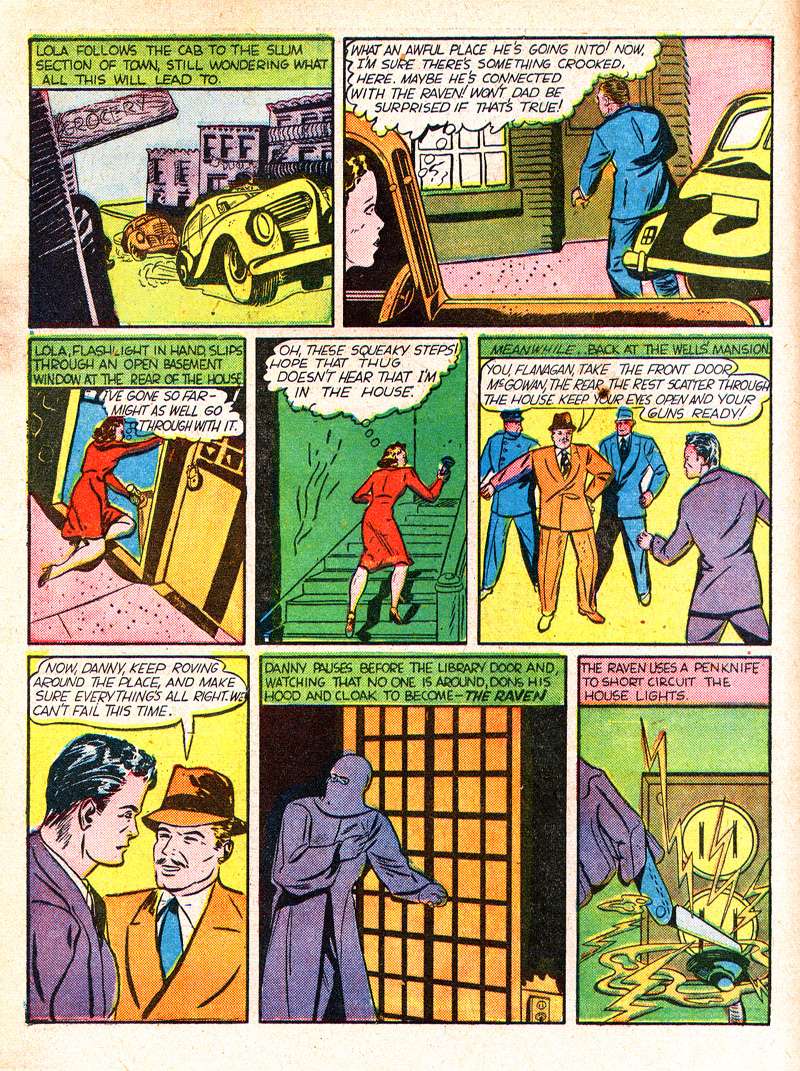 LOLA FOLLOWS THE CAB TO THE SLUM
SECTION OF TOWN, STILL WONDERING WHAT
ALL THIS WILL LEAD TO.
GROCERY
WHAT AN AWFUL PLACE HE'S GOING INTO! NOW,
I'M SURE THERE'S SOMETHING CROOKED,
HERE. MAYBE HE'S CONNECTED
WITH THE RAVEN! WON'T DAD BE
SURPRISED IF THAT'S TRUE!
LOLA, FLASHLIGHT IN HAND, SLIPS
THROUGH AN OPEN BASEMENT
WINDOW AT THE REAR OF THE HOUSE
I'VE GONE SO FAR-
MIGHT AS WELL GO
THROUGH WITH IT.
OH, THESE SQUEAKY STEPS!
HOPE THAT THUG
DOESN'T HEAR THAT I'M
IN THE HOUSE.
MEANWHILE, BACK AT THE WELLS' MANSION
YOU, FLANAGAN, TAKE THE FRONT DOOR,
McGOWAN, THE REAR. THE REST SCATTER THROUGH
THE HOUSE KEEP YOUR EYES OPEN AND YOUR
GUNS READY!
NOW, DANNY, KEEP ROVING
AROUND THE PLACE, AND MAKE
SURE EVERYTHING'S ALL RIGHT. WE
CAN'T FAIL THIS TIME.
DANNY PAUSES BEFORE THE LIBRARY DOOR AND,
WATCHING THAT NO ONE IS AROUND, DONS HIS
HOOD AND CLOAK TO BECOME-THE RAVEN
THE RAVEN USES A PENKNIFE
TO SHORT CIRCUIT THE
HOUSE LIGHTS.